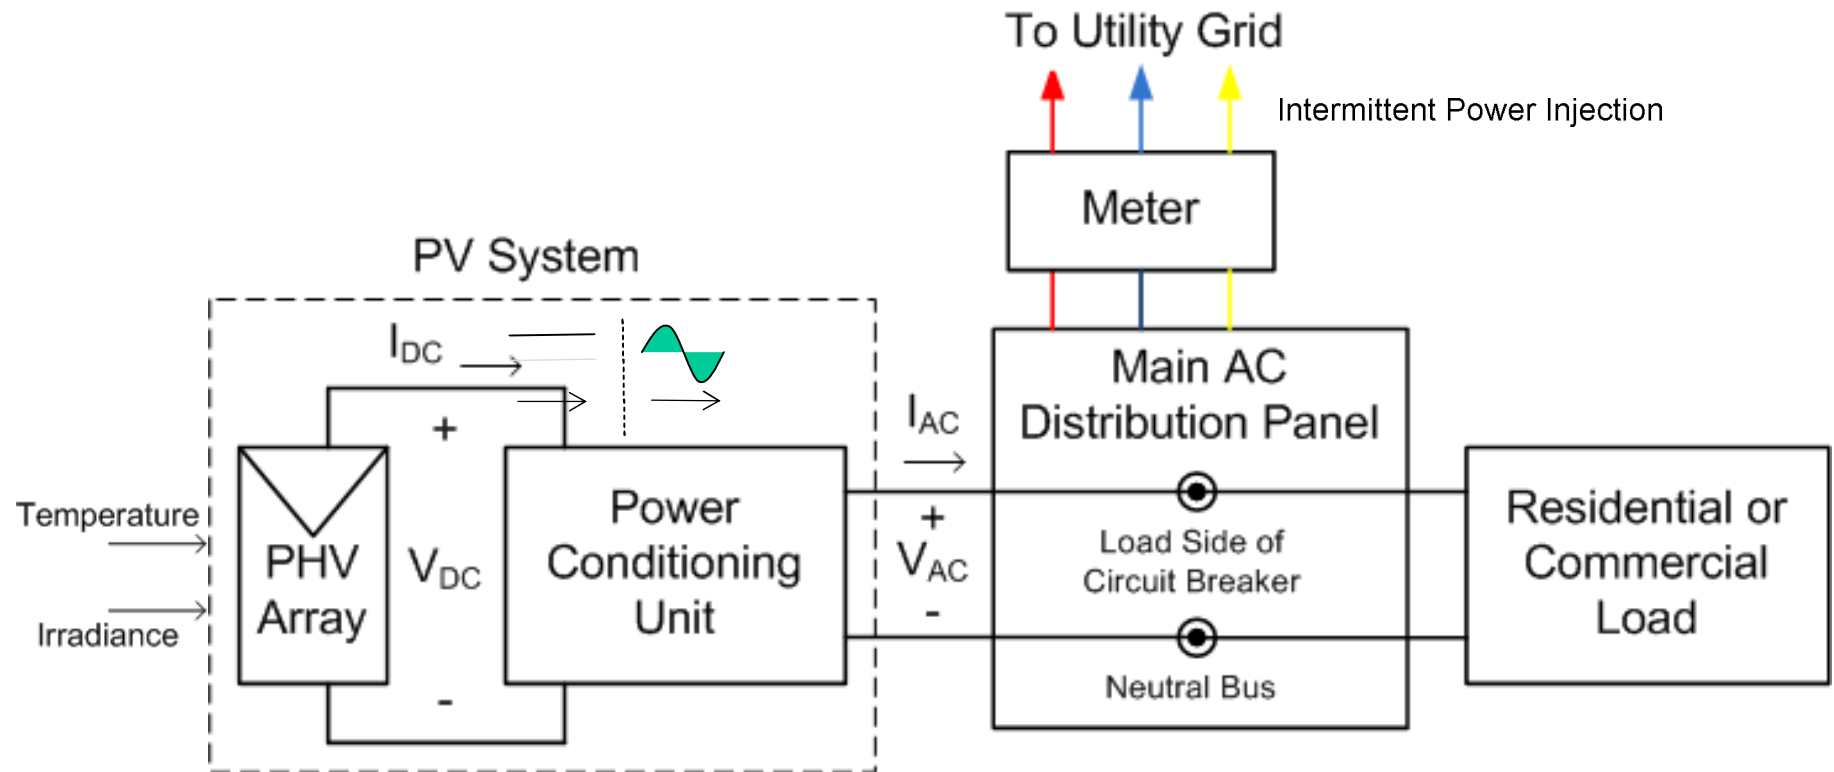 To Utility Grid
Intermittent Power Injection
Meter
PV System
IDC
+
VDC
-
Temperature
Irradiance
PHV
Array
Power
Conditioning
Unit
IAC
+
VAC
-
Main AC
Distribution Panel
Load Side of
Circuit Breaker
Neutral Bus
Residential or
Commercial
Load